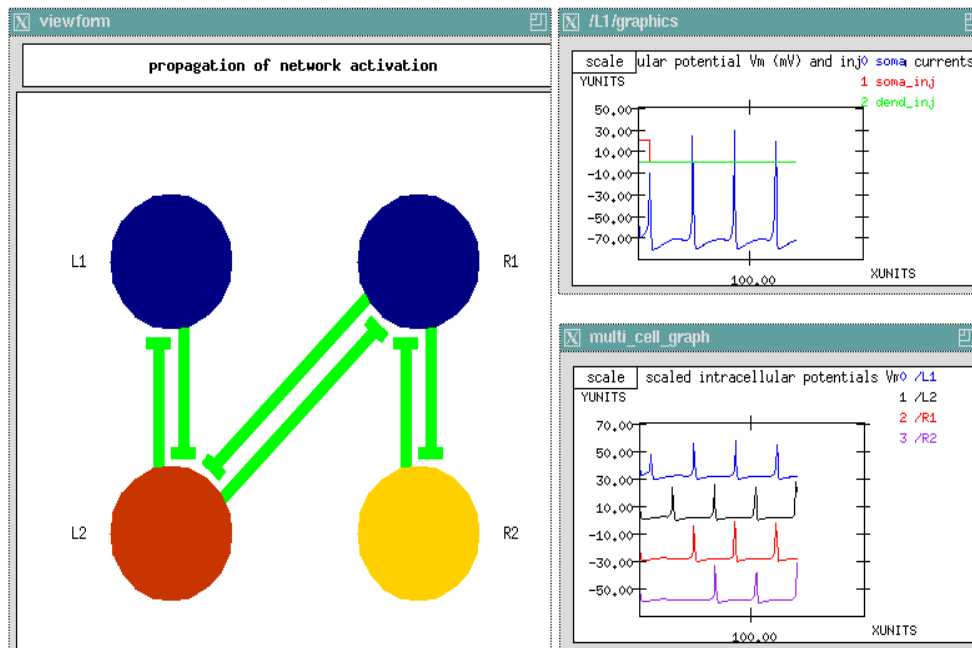 viewform
propagation of network activation
L1
R1
L2
R2
/L1/graphics
scale
ular potential Vm (mV) and inj
0 soma
currents
YUNITS
1 soma_inj
2 dend_inj
50.00
30.00
10.00
-10.00
-30.00
-50.00
-70.00
100.00
XUNITS
multi_cell_graph
scale
scaled intracellular potentials Vm
0 /L1
YUNITS
1 /L2
2 /R1
3 /R2
70.00
50.00
30.00
10.00
-10.00
-30.00
-50.00
100.00
XUNITS